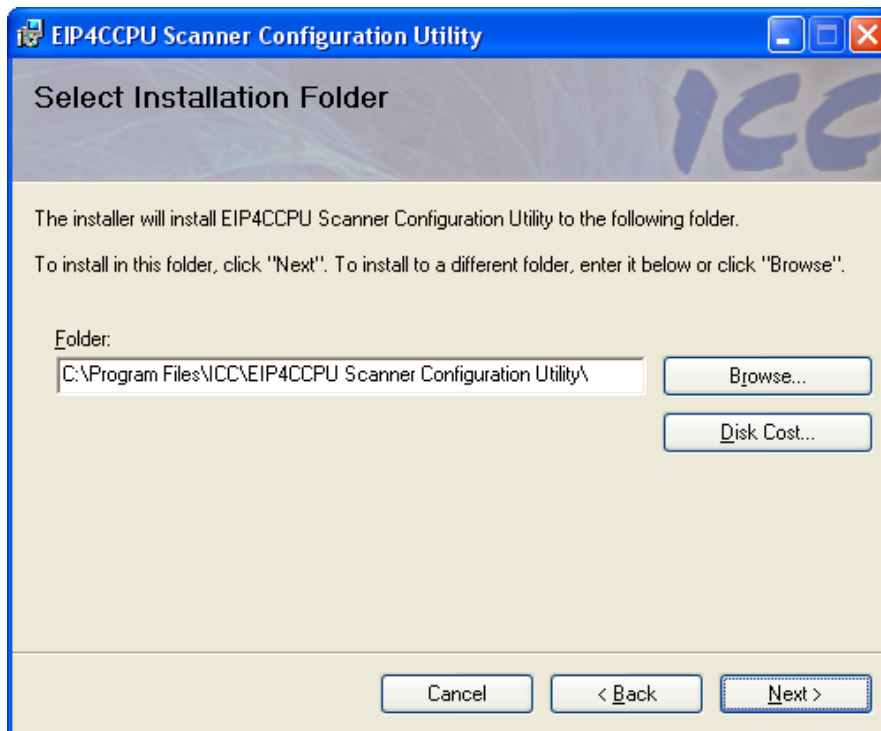 EIP4CCPU Scanner Configuration Utility
Select Installation Folder
ICC
The installer will install EIP4CCPU Scanner Configuration Utility to the following folder.
To install in this folder, click "Next". To install to a different folder, enter it below or click "Browse".
Folder:
C:\Program Files\ICC\EIP4CCPU Scanner Configuration Utility\
Browse...
Disk Cost...
Cancel
< Back
Next >